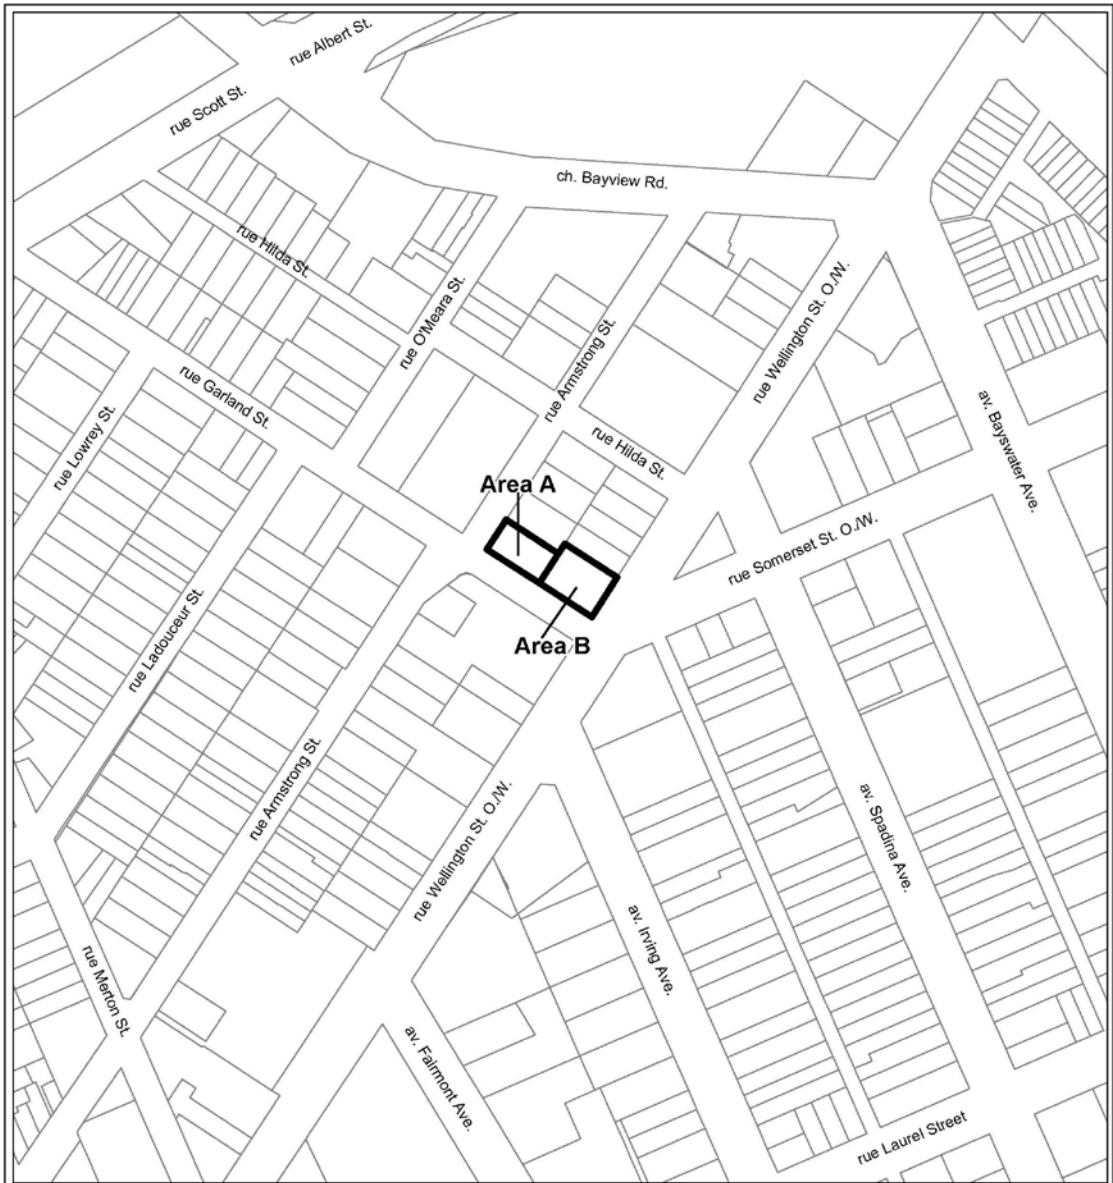 rue Albert St.
rue Scott St.
ch. Bayview Rd.
rue Hilda St.
rue O'Meara St.
rue Wellington St. O./W.
rue Armstrong St.
rue Garland St.
rue Lowrey St.
av. Bayswater Ave.
rue Hilda St.
Area A
rue Somerset St. O./W.
rue Ladouceur St.
Area B
rue Armstrong St.
rue Wellington St. O./W.
av. Spadina Ave.
av. Irving Ave.
rue Merton St.
av. Fairmont Ave.
rue Laurel Street